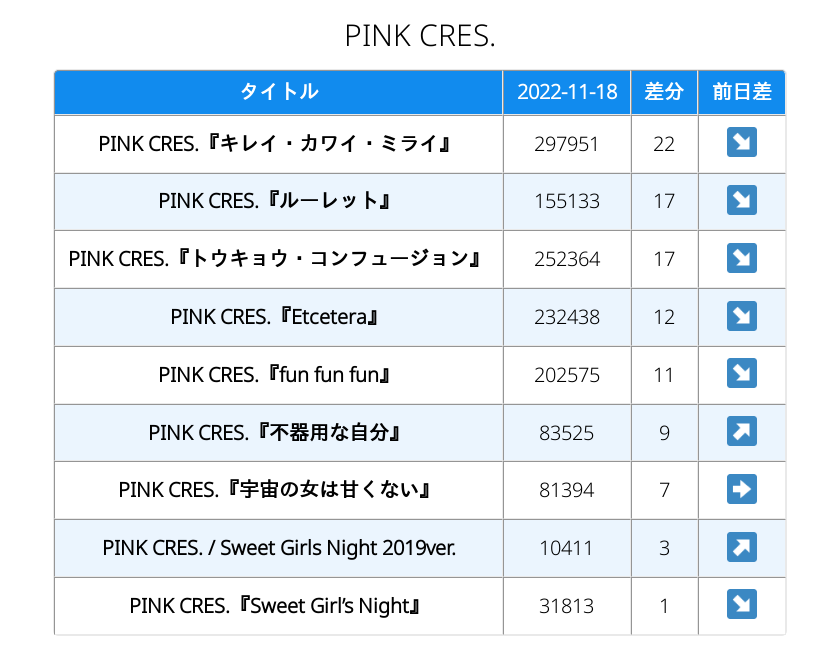 PINK CRES.
タイトル 2022-11-18 差分 前日差
PINK CRES.『キレイ・カワイ・ミライ』 297951 22
PINK CRES.『ルーレット』 155133 17
PINK CRES.『トウキョウ・コンフュージョン』 252364 17
PINK CRES.『Etcetera』 232438 12
PINK CRES.『fun fun fun』 202575 11
PINK CRES.『不器用な自分』 83525 9
PINK CRES.『宇宙の女は甘くない』 81394 7
PINK CRES. / Sweet Girls Night 2019ver. 10411 3
PINK CRES.『Sweet Girl’s Night』 31813 1